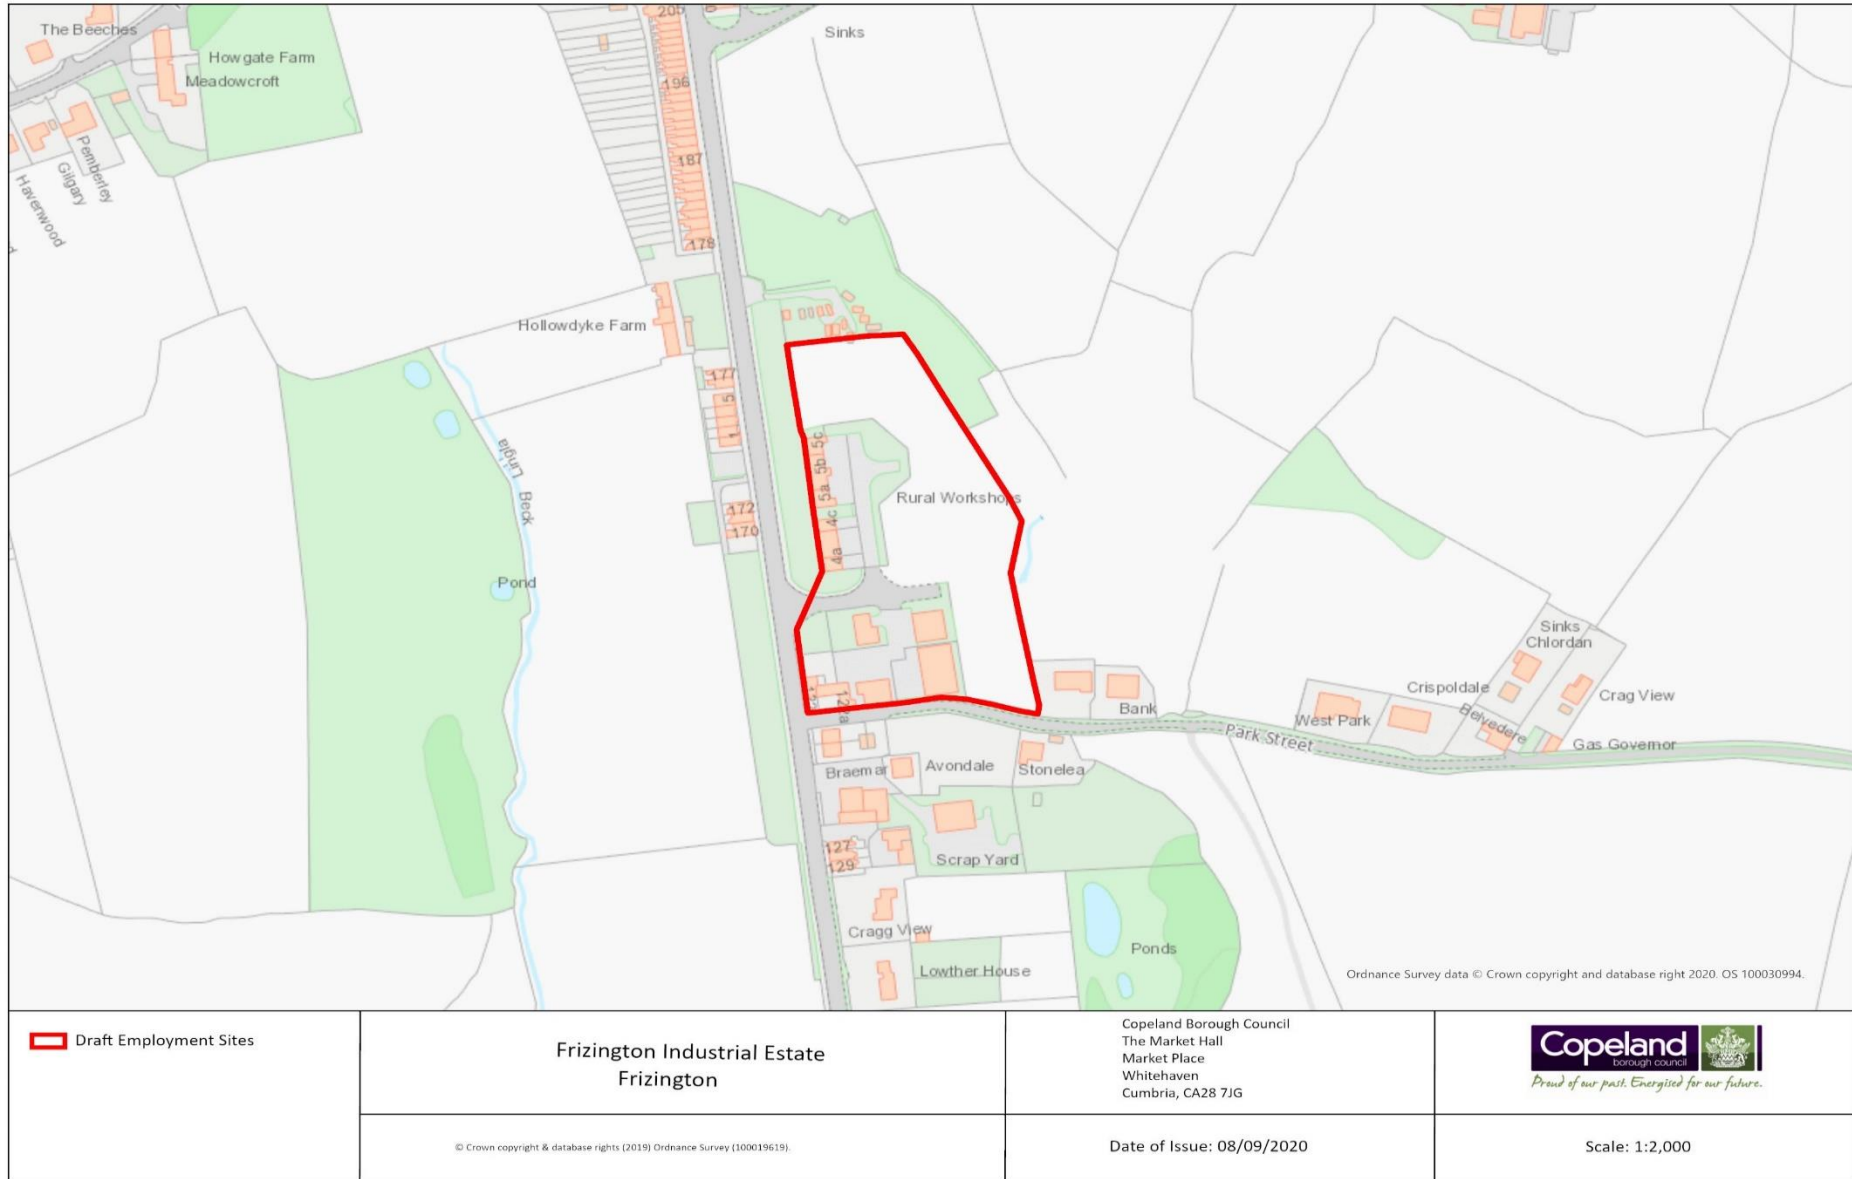 The Beeches
Howgate Farm
Meadowcroft
Pemberley
Gilgary
Havenwood
205
Sinks
196
187
178
Hollowdyke Farm
177
5
1
5c
5b
5a
4c
4a
Rural Workshops
172
170
Lingla Beck
Pond
Sinks
Chlordan
Crispoldale
Crag View
Belvedere
West Park
Bank
Park Street
Gas Governor
Braemar
Avondale
Stonelea
127
129
Scrap Yard
Cragg View
Lowther House
Ponds
Ordnance Survey data © Crown copyright and database right 2020. OS 100030994.
Draft Employment Sites
Frizington Industrial Estate
Frizington
© Crown copyright & database rights (2019) Ordnance Survey (100019619).
Copeland Borough Council
The Market Hall
Market Place
Whitehaven
Cumbria, CA28 7JG
Date of Issue: 08/09/2020
Copeland
borough council
Proud of our past. Energised for our future.
Scale: 1:2,000